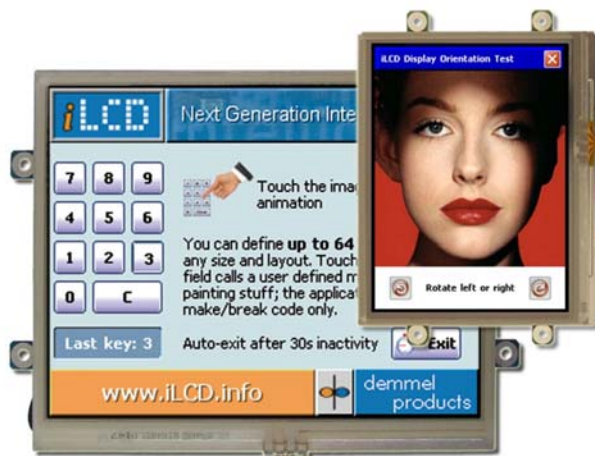 iLCD
Next Generation Inte
7 8 9
4 5 6
1 2 3
0 C
Last key: 3
Touch the ima
animation
You can define up to 64
any size and layout. Touch
field calls a user defined m
painting stuff; the applicat
make/break code only.
Auto-exit after 30s inactivity
Exit
www.iLCD.info
demmel
products
iLCD Display Orientation Test
Rotate left or right